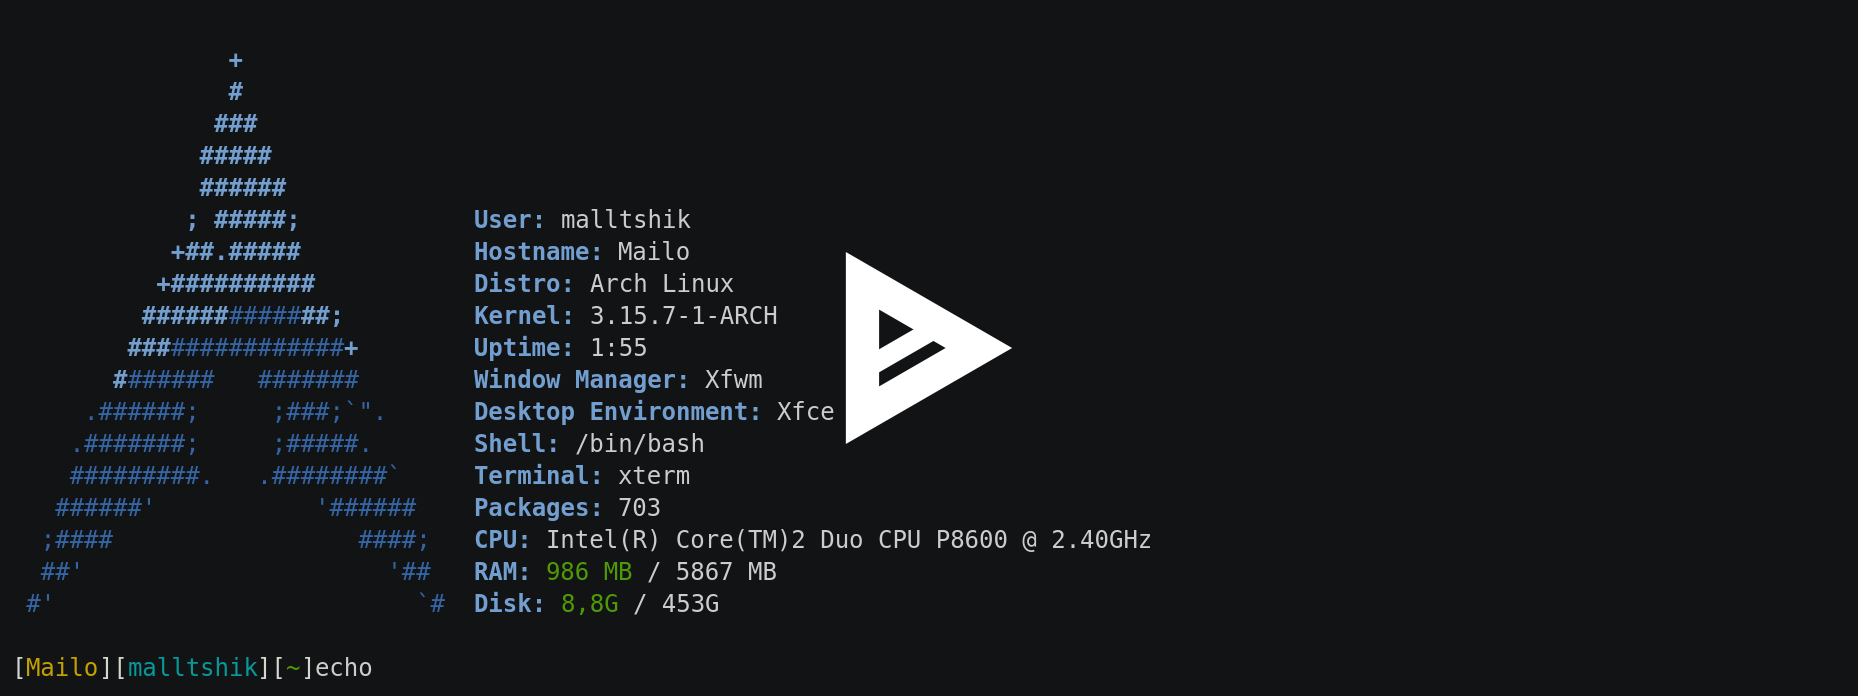 +
#
###
#####
######
; #####;
+##.#####
+##########
#############;
###############+
#######   #######
.######;     ;###;`".
.#######;     ;#####.
#########.   .########`
######'           '######
;####                 ####;
##'                     '##
#'                         `#
User: malltshik
Hostname: Mailo
Distro: Arch Linux
Kernel: 3.15.7-1-ARCH
Uptime: 1:55
Window Manager: Xfwm
Desktop Environment: Xfce
Shell: /bin/bash
Terminal: xterm
Packages: 703
CPU: Intel(R) Core(TM)2 Duo CPU P8600 @ 2.40GHz
RAM: 986 MB / 5867 MB
Disk: 8,8G / 453G
[Mailo][malltshik][~]echo